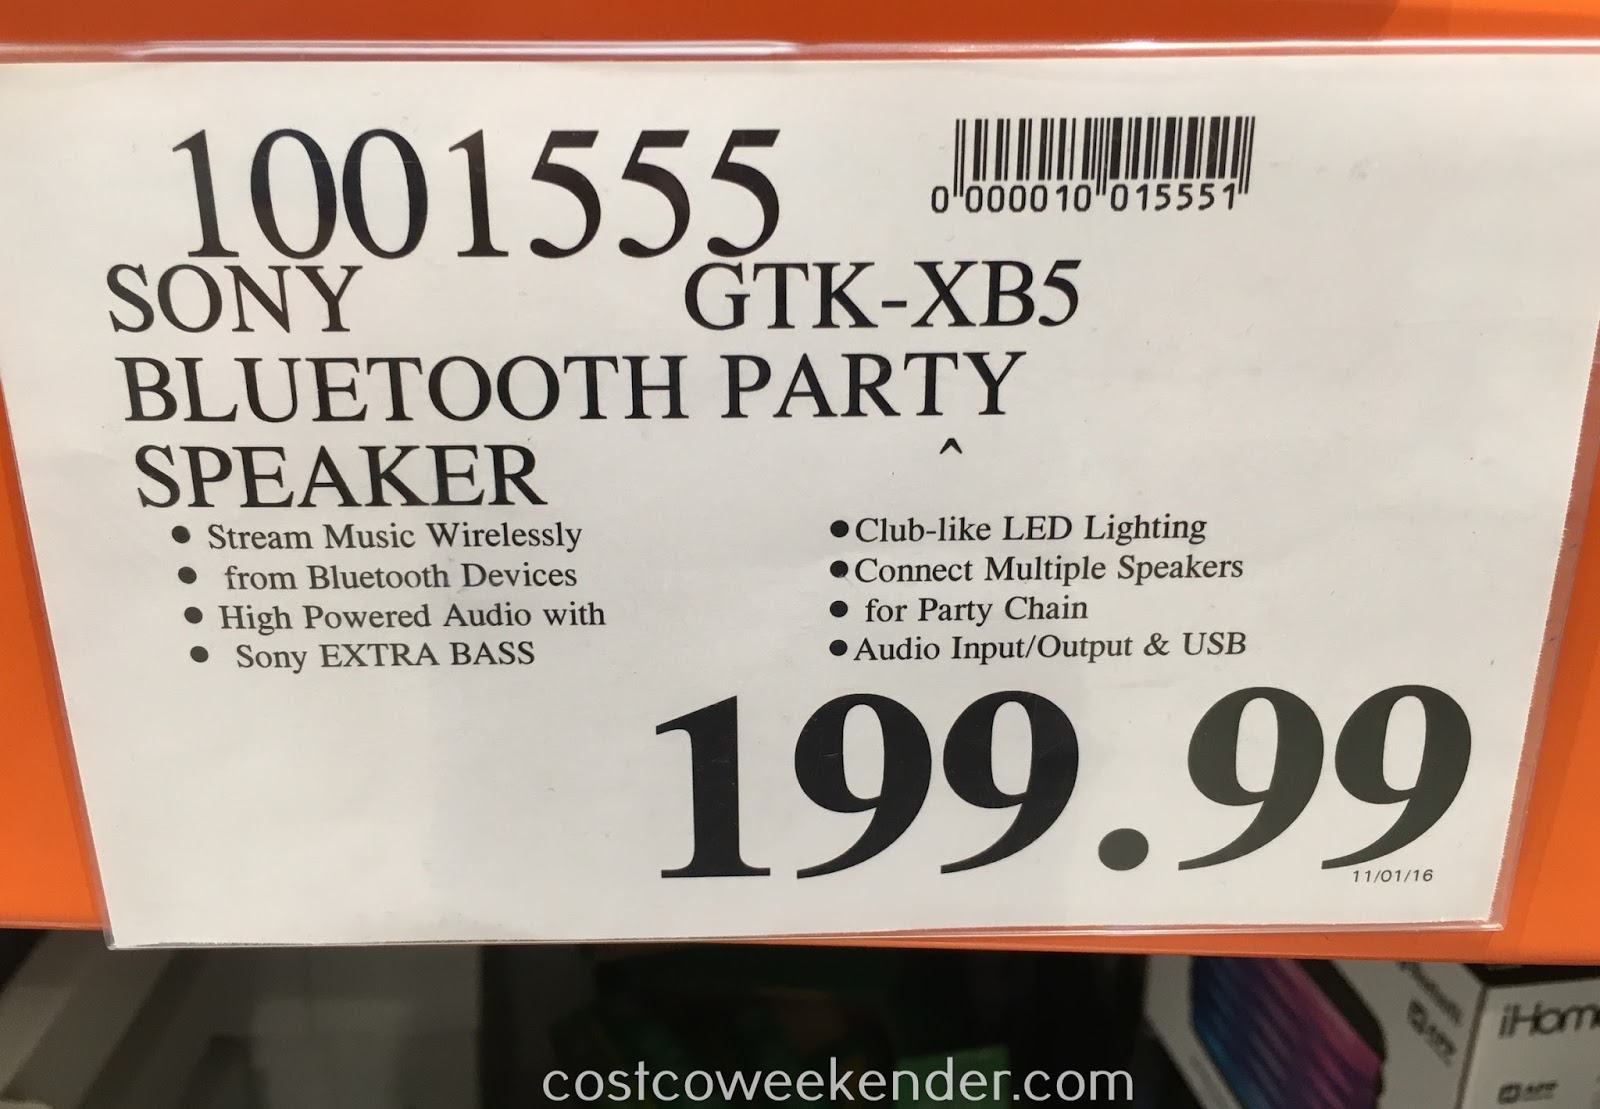 1001555
0 000010 015551
SONY GTK-XB5
BLUETOOTH PARTY
^
SPEAKER
• Stream Music Wirelessly
• from Bluetooth Devices
• High Powered Audio with
• Sony EXTRA BASS
• Club-like LED Lighting
• Connect Multiple Speakers
• for Party Chain
• Audio Input/Output & USB
199.99
11/01/16
iHom
costcoweekender.com